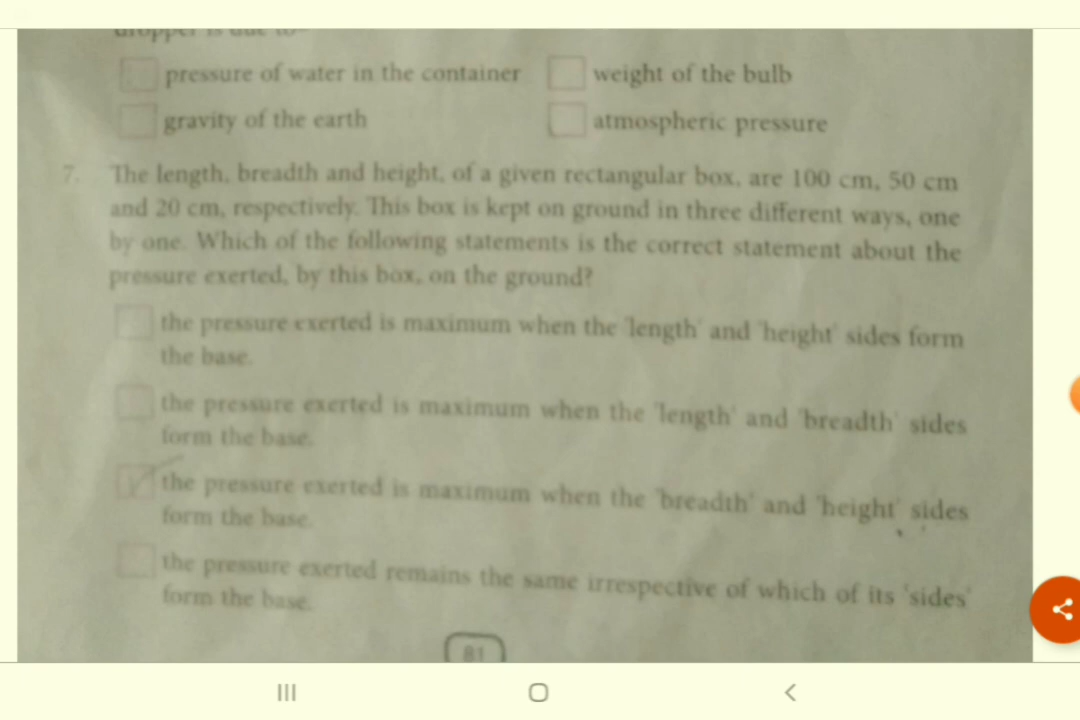 dropper is due to
pressure of water in the container weight of the bulb
gravity of the earth atmospheric pressure
7. The length, breadth and height, of a given rectangular box, are 100 cm, 50 cm
and 20 cm, respectively. This box is kept on ground in three different ways, one
by one. Which of the following statements is the correct statement about the
pressure exerted, by this box, on the ground?
the pressure exerted is maximum when the 'length' and 'height' sides form
the base.
the pressure exerted is maximum when the 'length' and 'breadth' sides
form the base.
the pressure exerted is maximum when the 'breadth' and 'height' sides
form the base.
the pressure exerted remains the same irrespective of which of its 'sides'
form the base.
81